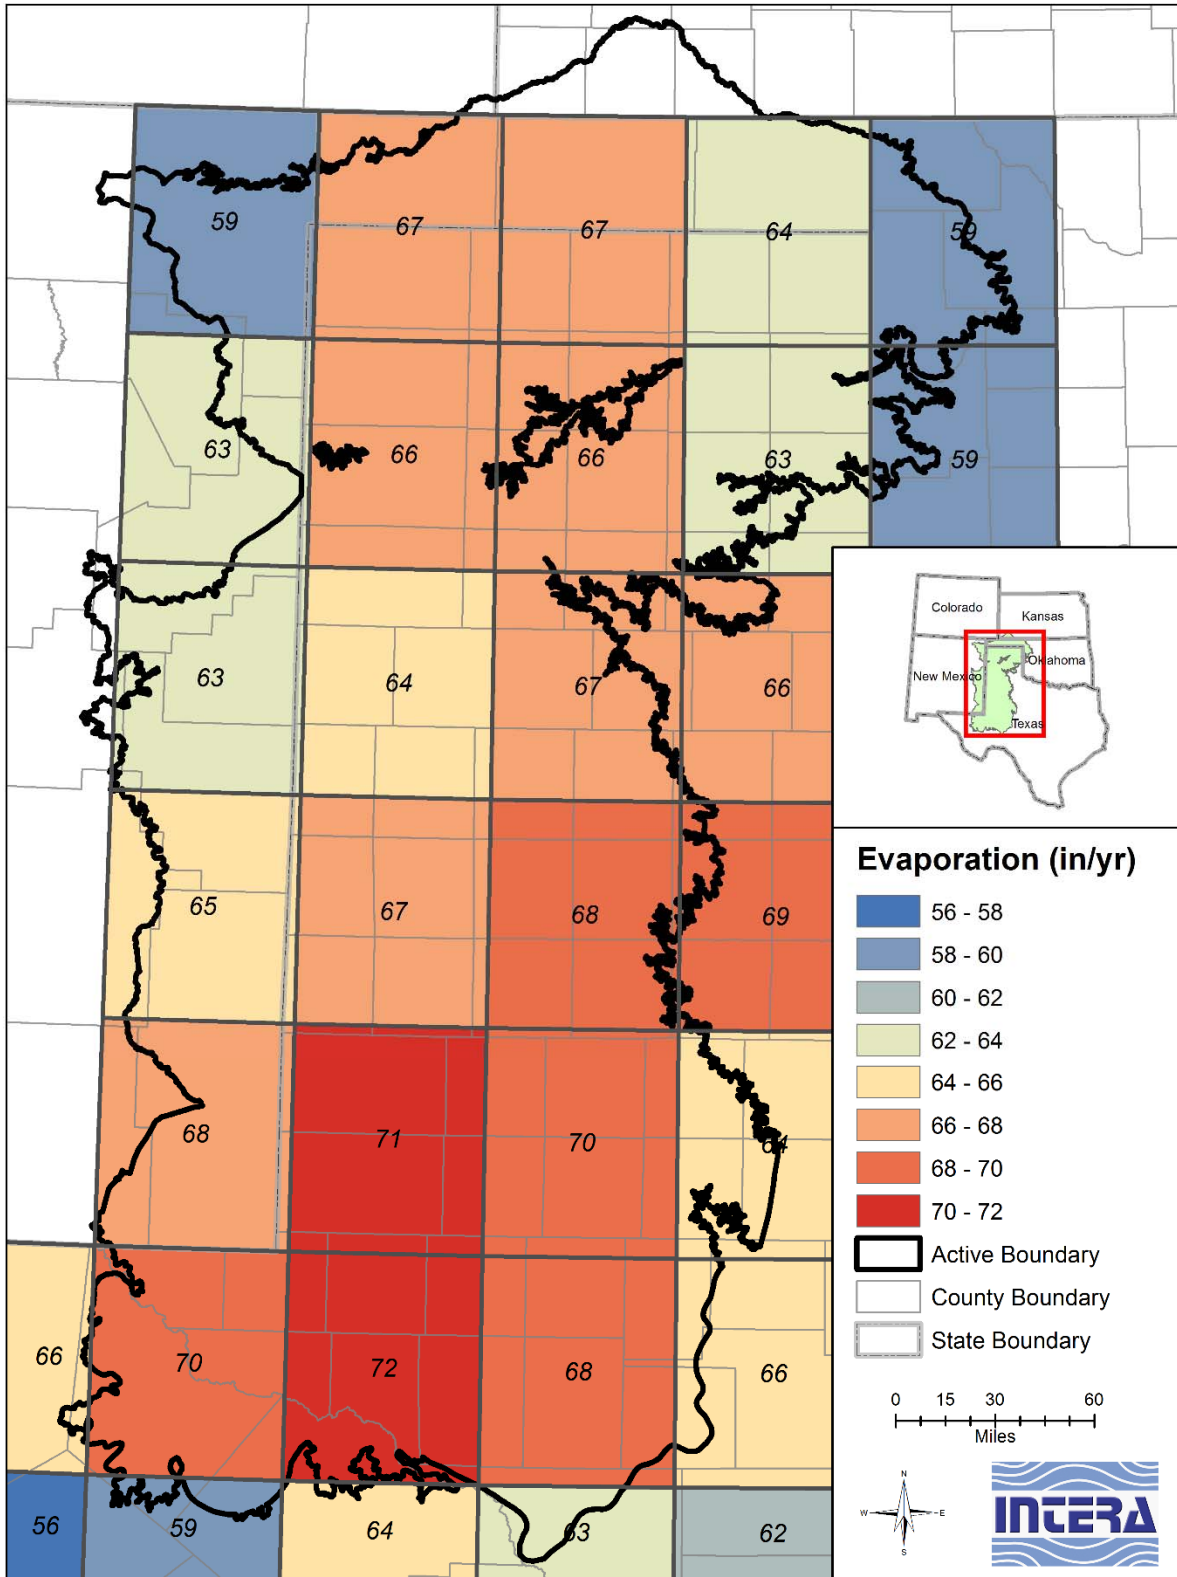 59
67
67
64
59
63
66
66
63
59
63
64
67
66
65
67
68
69
68
71
70
64
66
70
72
68
66
56
59
64
63
62
Colorado
Kansas
New Mexico
Oklahoma
Texas
Evaporation (in/yr)
56 - 58
58 - 60
60 - 62
62 - 64
64 - 66
66 - 68
68 - 70
70 - 72
Active Boundary
County Boundary
State Boundary
0 15 30 60
Miles
N
W E
S
INTERA